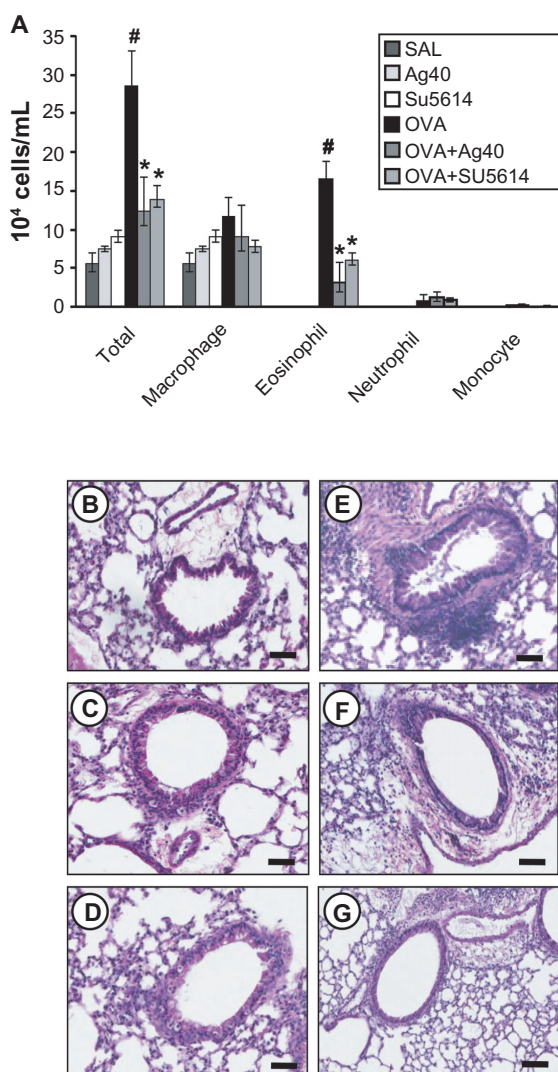 A
10⁴ cells/mL
35
30
25
20
15
10
5
0
#
* *
#
* *
SAL
Ag40
Su5614
OVA
OVA+Ag40
OVA+SU5614
Total
Macrophage
Eosinophil
Neutrophil
Monocyte
B
E
C
F
D
G